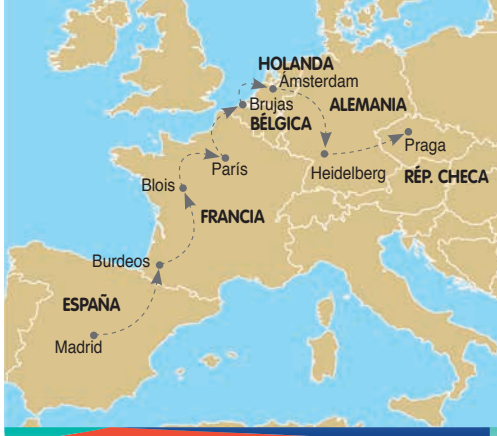 HOLANDA
Ámsterdam
Brujas
ALEMANIA
BÉLGICA
Praga
París
Heidelberg
RÉP. CHECA
Blois
FRANCIA
Burdeos
ESPAÑA
Madrid